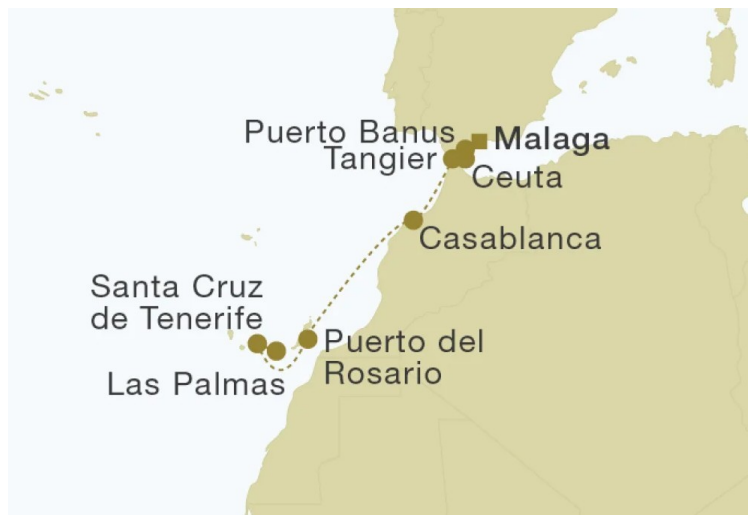 Puerto Banus
Malaga
Tangier
Ceuta
Casablanca
Santa Cruz
de Tenerife
Puerto del
Rosario
Las Palmas